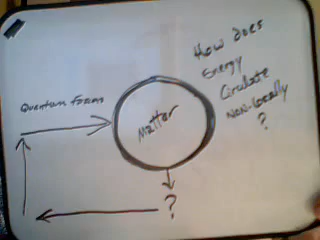 How does
Energy
Circulate
Non-locally
?
Quantum foam
Matter
?